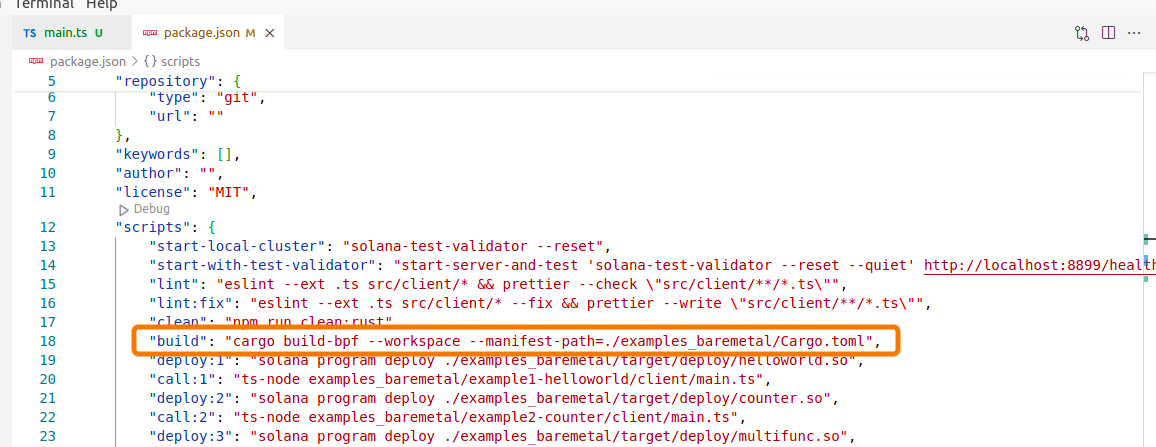 Terminal Help
TS main.ts U package.json M ×
package.json > {} scripts
5 "repository": {
6 "type": "git",
7 "url": ""
8 },
9 "keywords": [],
10 "author": "",
11 "license": "MIT",
Debug
12 "scripts": {
13 "start-local-cluster": "solana-test-validator --reset",
14 "start-with-test-validator": "start-server-and-test 'solana-test-validator --reset --quiet' http://localhost:8899/health
15 "lint": "eslint --ext .ts src/client/* && prettier --check \"src/client/**/*.ts\"",
16 "lint:fix": "eslint --ext .ts src/client/* --fix && prettier --write \"src/client/**/*.ts\"",
17 "clean": "npm run clean:rust"
18 "build": "cargo build-bpf --workspace --manifest-path=./examples_baremetal/Cargo.toml",
19 "deploy:1": "solana program deploy ./examples_baremetal/target/deploy/helloworld.so",
20 "call:1": "ts-node examples_baremetal/example1-helloworld/client/main.ts",
21 "deploy:2": "solana program deploy ./examples_baremetal/target/deploy/counter.so",
22 "call:2": "ts-node examples_baremetal/example2-counter/client/main.ts",
23 "deploy:3": "solana program deploy ./examples_baremetal/target/deploy/multifunc.so",